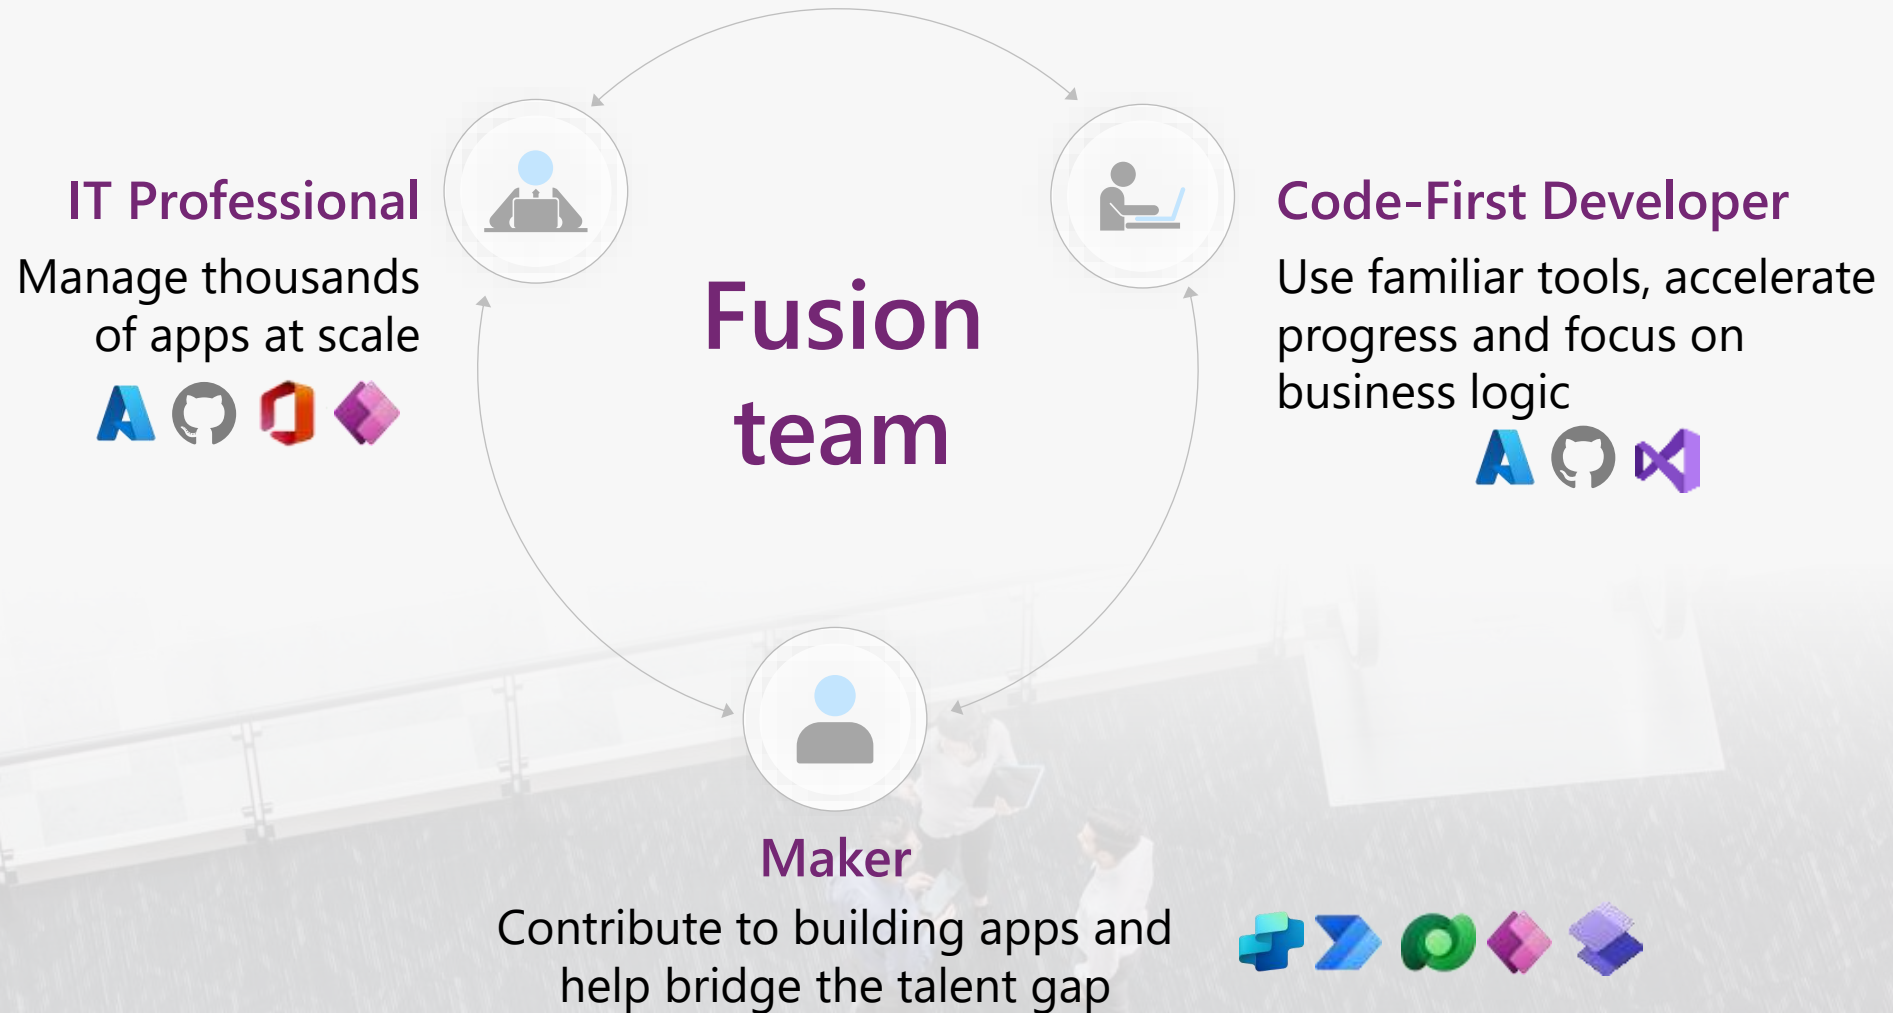 IT Professional
Manage thousands
of apps at scale
Fusion
team
Code-First Developer
Use familiar tools, accelerate
progress and focus on
business logic
Maker
Contribute to building apps and
help bridge the talent gap